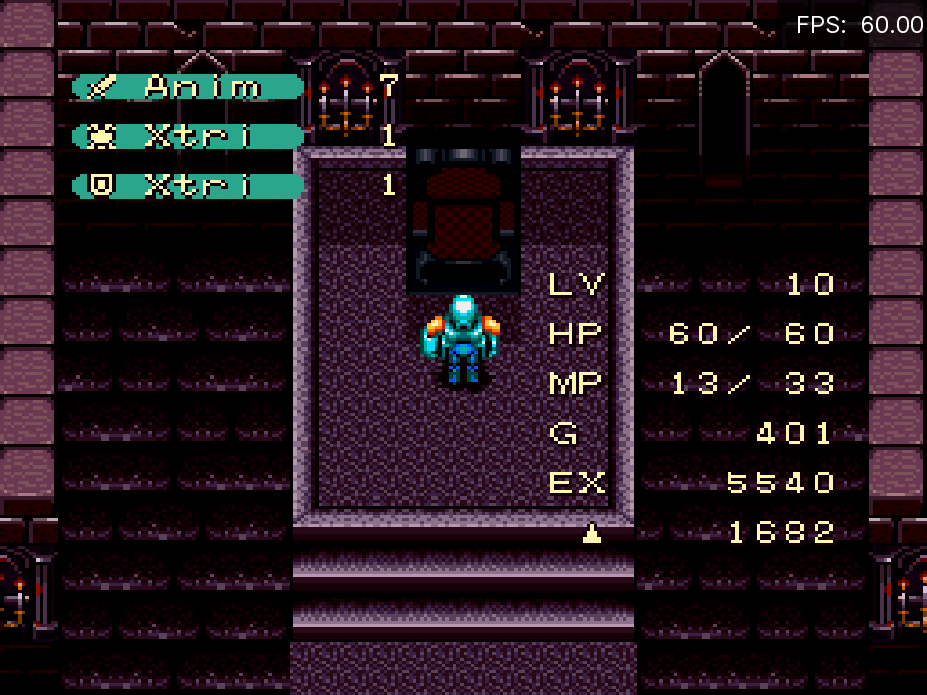 FPS: 60.00
Anim 7
Xtri 1
Xtri 1
LV 10
HP 60/ 60
MP 13/ 33
G 401
EX 5540
▲ 1682